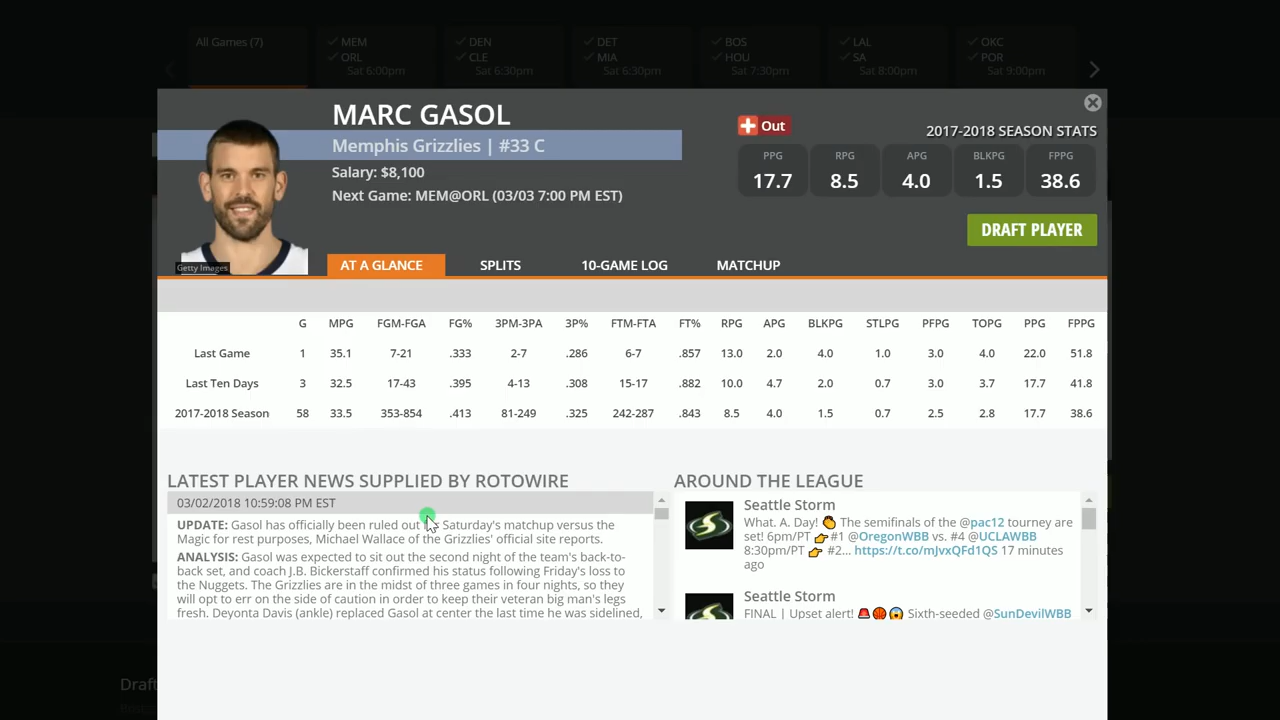 All Games (7)
MEM
ORL
Sat 6:00pm
DEN
CLE
Sat 6:30pm
DET
MIA
Sat 6:30pm
BOS
HOU
Sat 7:30pm
LAL
SA
Sat 8:00pm
OKC
POR
Sat 9:00pm
MARC GASOL
Memphis Grizzlies | #33 C
Salary: $8,100
Next Game: MEM@ORL (03/03 7:00 PM EST)
Getty Images
Out
2017-2018 SEASON STATS
PPG RPG APG BLKPG FPPG
17.7 8.5 4.0 1.5 38.6
DRAFT PLAYER
AT A GLANCE SPLITS 10-GAME LOG MATCHUP
G MPG FGM-FGA FG% 3PM-3PA 3P% FTM-FTA FT% RPG APG BLKPG STLPG PFPG TOPG PPG FPPG
Last Game 1 35.1 7-21 .333 2-7 .286 6-7 .857 13.0 2.0 4.0 1.0 3.0 4.0 22.0 51.8
Last Ten Days 3 32.5 17-43 .395 4-13 .308 15-17 .882 10.0 4.7 2.0 0.7 3.0 3.7 17.7 41.8
2017-2018 Season 58 33.5 353-854 .413 81-249 .325 242-287 .843 8.5 4.0 1.5 0.7 2.5 2.8 17.7 38.6
LATEST PLAYER NEWS SUPPLIED BY ROTOWIRE
03/02/2018 10:59:08 PM EST
UPDATE: Gasol has officially been ruled out Saturday's matchup versus the
Magic for rest purposes, Michael Wallace of the Grizzlies' official site reports.
ANALYSIS: Gasol was expected to sit out the second night of the team's back-to-
back set, and coach J.B. Bickerstaff confirmed his status following Friday's loss to
the Nuggets. The Grizzlies are in the midst of three games in four nights, so they
will opt to err on the side of caution in order to keep their veteran big man's legs
fresh. Deyonta Davis (ankle) replaced Gasol at center the last time he was sidelined,
AROUND THE LEAGUE
Seattle Storm
What. A. Day! 👏 The semifinals of the @pac12 tourney are
set! 6pm/PT 👉 #1 @OregonWBB vs. #4 @UCLAWBB
8:30pm/PT 👉 #2... https://t.co/mJvxQFd1QS 17 minutes
ago
Seattle Storm
FINAL | Upset alert! 🚨🏀😱 Sixth-seeded @SunDevilWBB
Draft